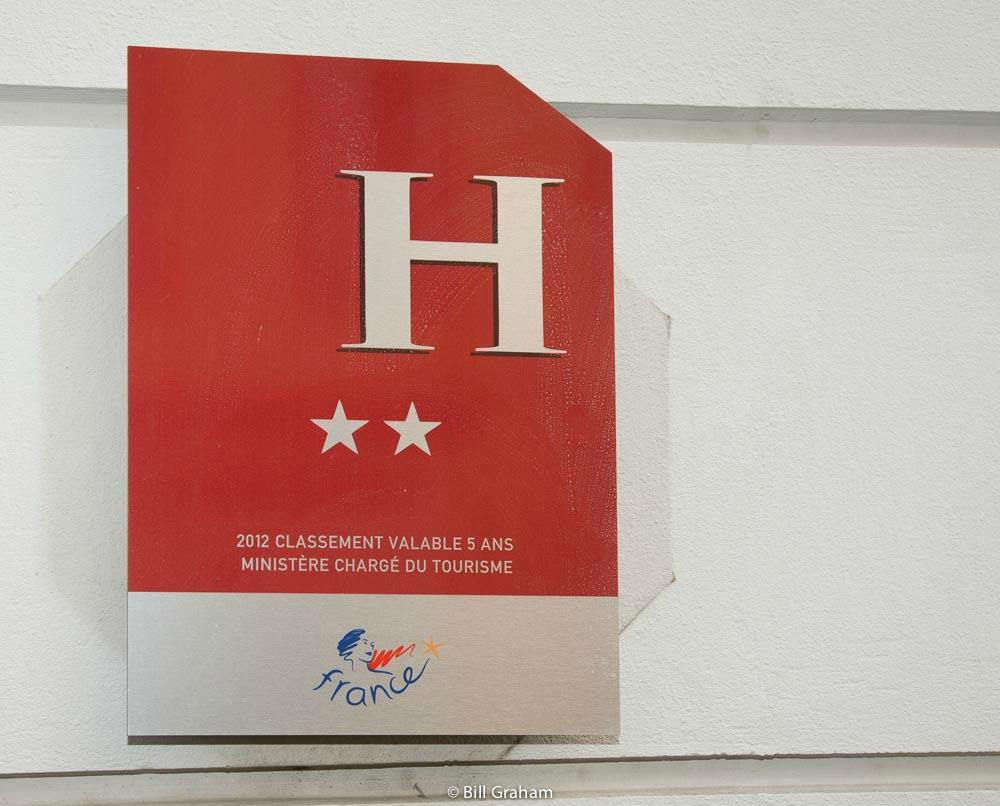 H
2012 CLASSEMENT VALABLE 5 ANS
MINISTÈRE CHARGÉ DU TOURISME
france
© Bill Graham